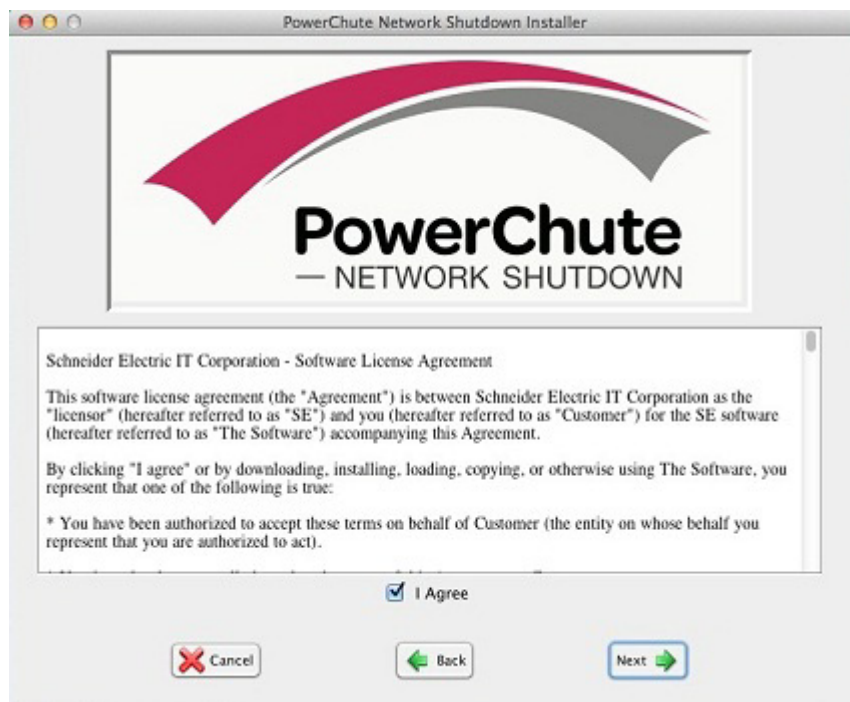 PowerChute Network Shutdown Installer
PowerChute
— NETWORK SHUTDOWN
Schneider Electric IT Corporation - Software License Agreement
This software license agreement (the "Agreement") is between Schneider Electric IT Corporation as the
"licensor" (hereafter referred to as "SE") and you (hereafter referred to as "Customer") for the SE software
(hereafter referred to as "The Software") accompanying this Agreement.
By clicking "I agree" or by downloading, installing, loading, copying, or otherwise using The Software, you
represent that one of the following is true:
* You have been authorized to accept these terms on behalf of Customer (the entity on whose behalf you
represent that you are authorized to act).
I Agree
Cancel
Back
Next